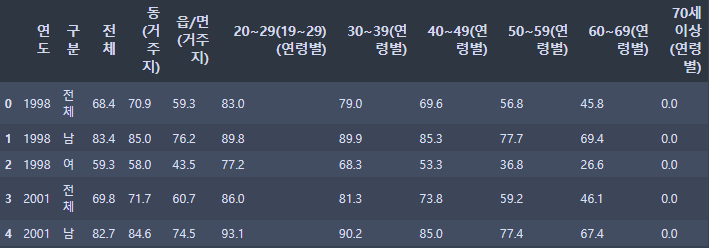 연도 구분 전체 동(거주지) 읍/면(거주지) 20~29(19~29)(연령별) 30~39(연령별) 40~49(연령별) 50~59(연령별) 60~69(연령별) 70세이상(연령별)
0 1998 전체 68.4 70.9 59.3 83.0 79.0 69.6 56.8 45.8 0.0
1 1998 남 83.4 85.0 76.2 89.8 89.9 85.3 77.7 69.4 0.0
2 1998 여 59.3 58.0 43.5 77.2 68.3 53.3 36.8 26.6 0.0
3 2001 전체 69.8 71.7 60.7 86.0 81.3 73.8 59.2 46.1 0.0
4 2001 남 82.7 84.6 74.5 93.1 90.2 85.0 77.4 67.4 0.0